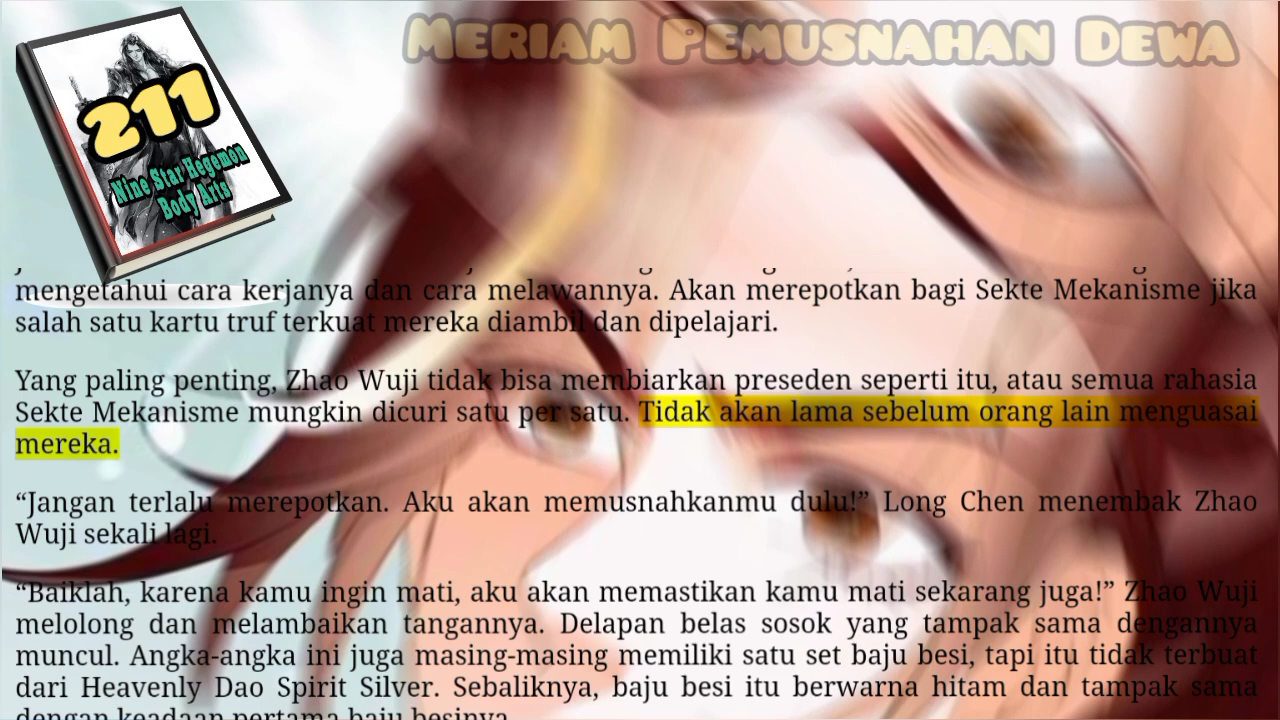 Meriam Pemusnahan Dewa
211
Nine Star Hegemon
Body Arts
mengetahui cara kerjanya dan cara melawannya. Akan merepotkan bagi Sekte Mekanisme jika
salah satu kartu truf terkuat mereka diambil dan dipelajari.
Yang paling penting, Zhao Wuji tidak bisa membiarkan preseden seperti itu, atau semua rahasia
Sekte Mekanisme mungkin dicuri satu per satu. Tidak akan lama sebelum orang lain menguasai
mereka.
“Jangan terlalu merepotkan. Aku akan memusnahkanmu dulu!” Long Chen menembak Zhao
Wuji sekali lagi.
“Baiklah, karena kamu ingin mati, aku akan memastikan kamu mati sekarang juga!” Zhao Wuji
melolong dan melambaikan tangannya. Delapan belas sosok yang tampak sama dengannya
muncul. Angka-angka ini juga masing-masing memiliki satu set baju besi, tapi itu tidak terbuat
dari Heavenly Dao Spirit Silver. Sebaliknya, baju besi itu berwarna hitam dan tampak sama
dengan keadaan pertama baju besinya.